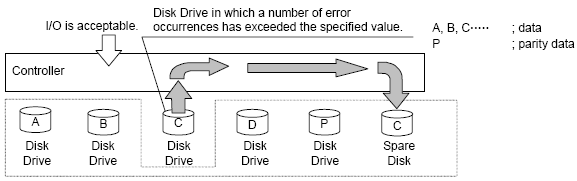 I/O is acceptable.
Disk Drive in which a number of error
occurrences has exceeded the specified value.
A, B, C····· ; data
P ; parity data
Controller
A B C D P C
Disk Disk Disk Disk Disk Spare
Drive Drive Drive Drive Drive Disk